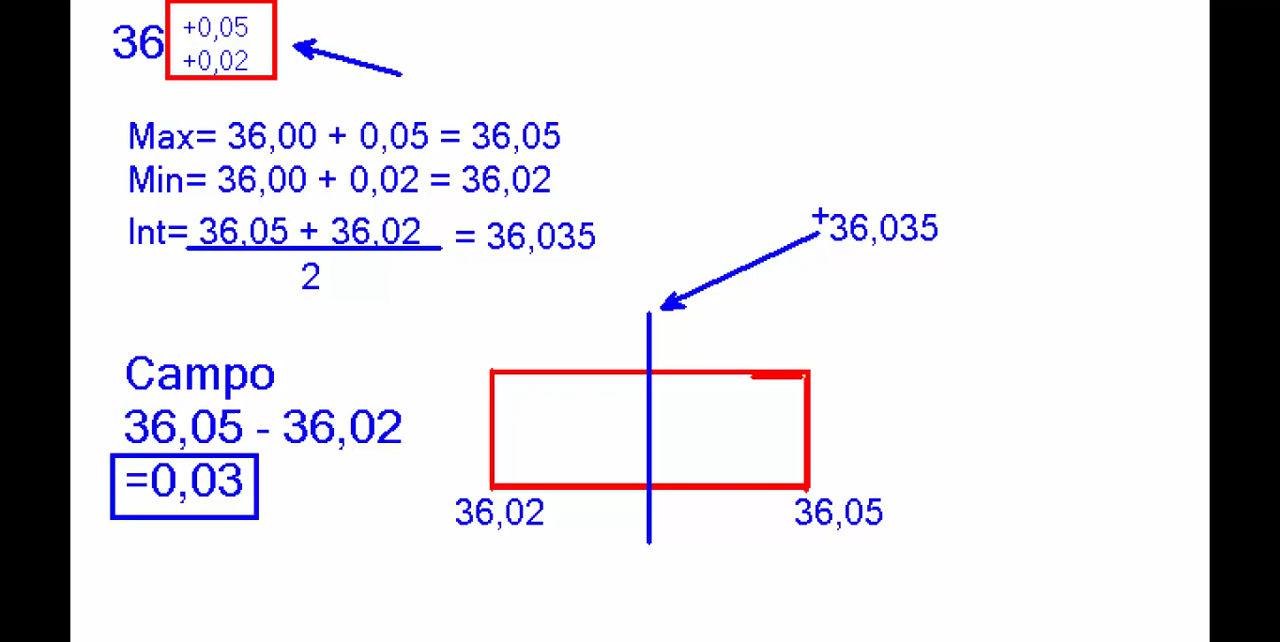 36 +0,05
+0,02
Max= 36,00 + 0,05 = 36,05
Min= 36,00 + 0,02 = 36,02
Int= 36,05 + 36,02 = 36,035
2
+36,035
Campo
36,05 - 36,02
=0,03
36,02
36,05